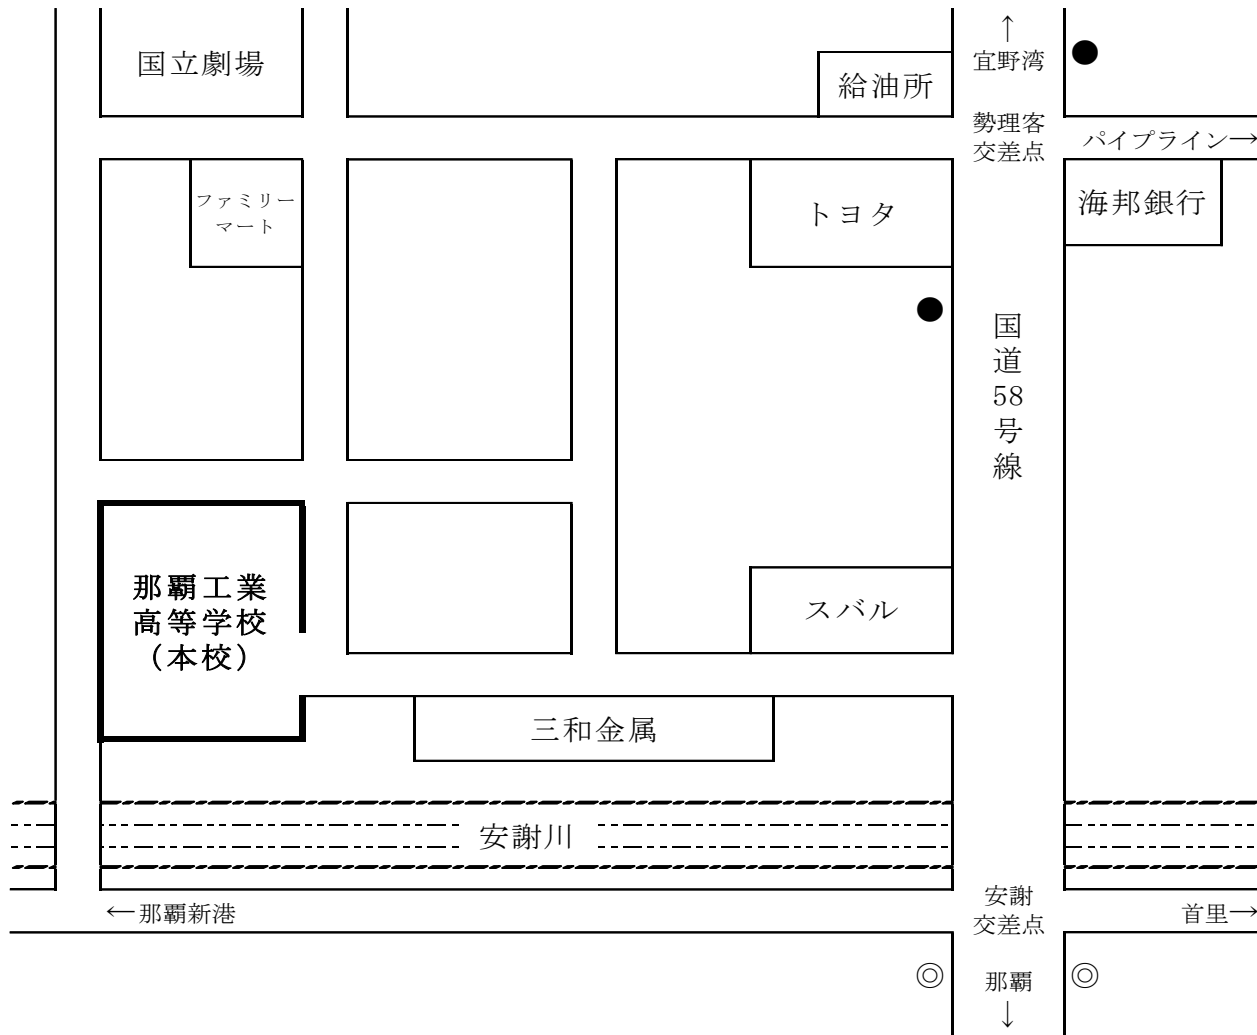 国立劇場
↑
宜野湾
●
給油所
勢理客
交差点
パイプライン→
ファミリー
マート
トヨタ
海邦銀行
●
国道58号線
那覇工業
高等学校
(本校)
スバル
三和金属
安謝川
←那覇新港
安謝
交差点
首里→
◎
那覇
↓
◎